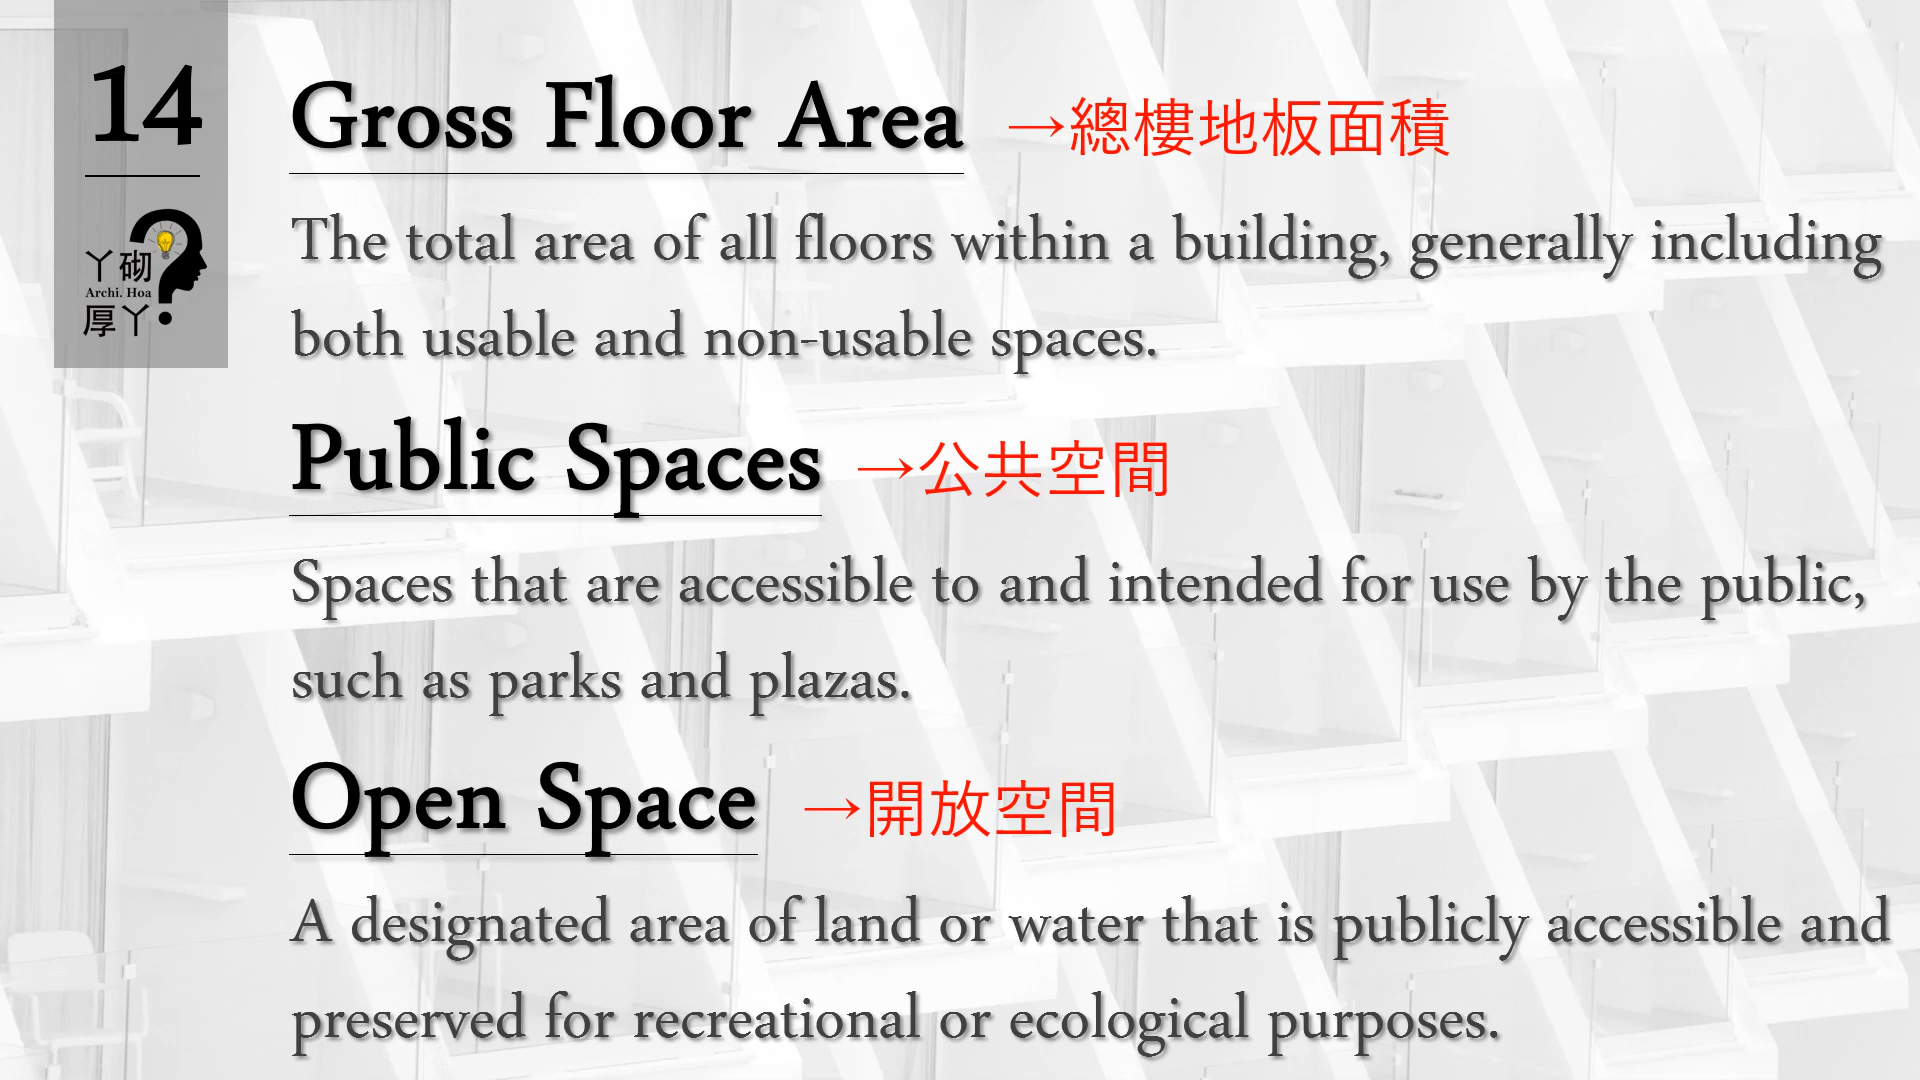 14
丫砌
Archi. Hoa
厚丫
Gross Floor Area →總樓地板面積
The total area of all floors within a building, generally including
both usable and non-usable spaces.
Public Spaces →公共空間
Spaces that are accessible to and intended for use by the public,
such as parks and plazas.
Open Space →開放空間
A designated area of land or water that is publicly accessible and
preserved for recreational or ecological purposes.